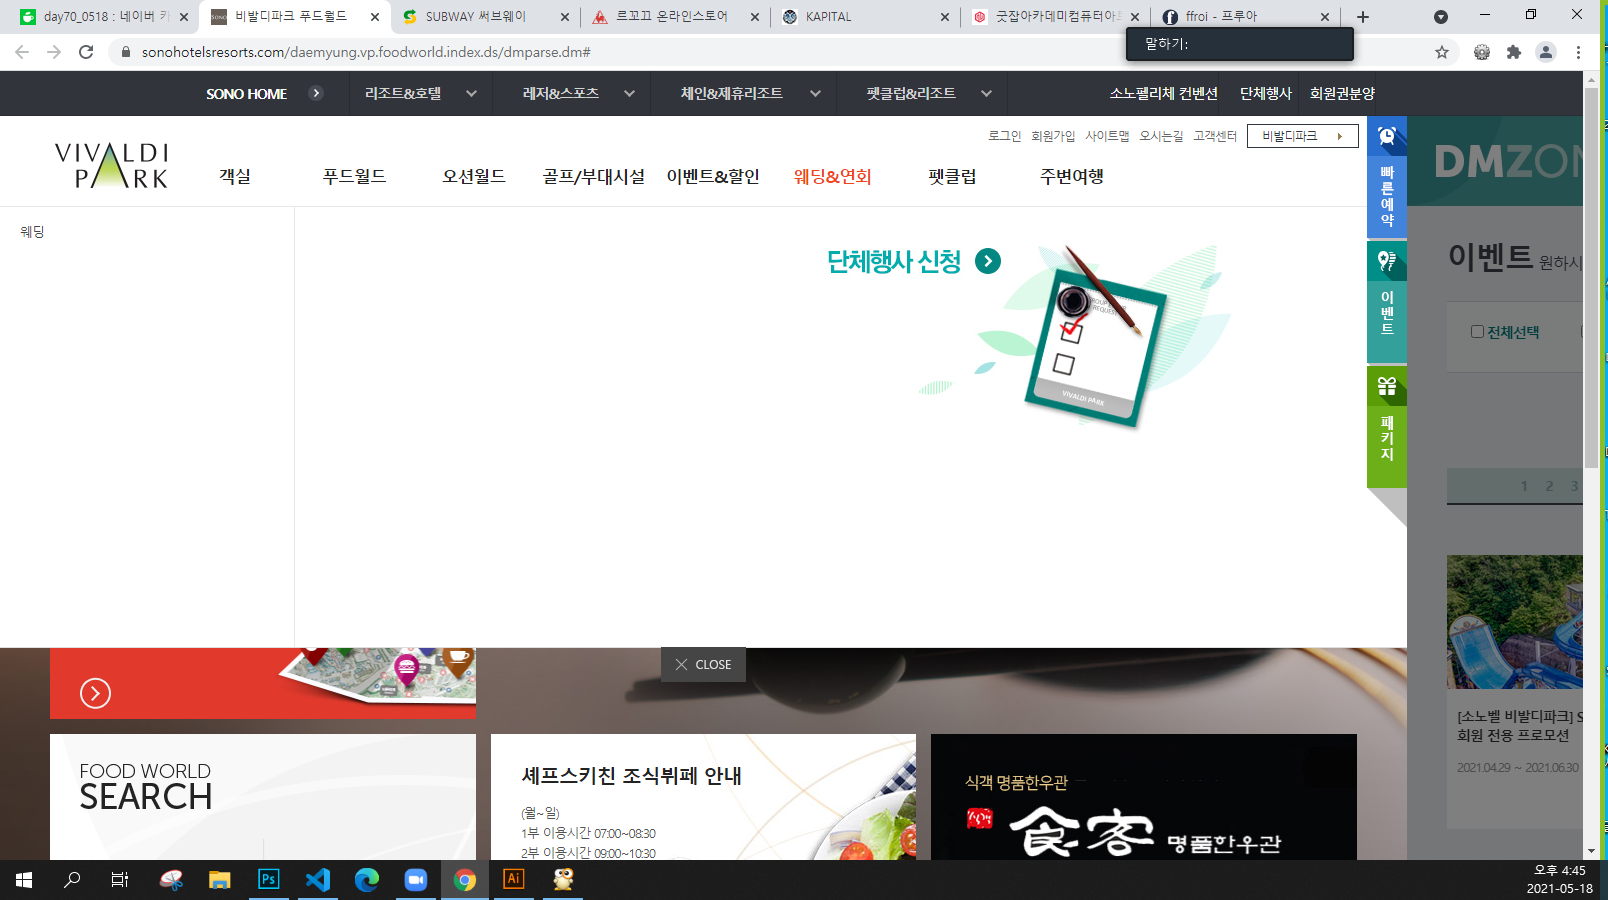 day70_0518 : 네이버 카
비발디파크 푸드월드
SUBWAY 써브웨이
르꼬끄 온라인스토어
KAPITAL
굿잡아카데미컴퓨터아트
ffroi - 프루아
말하기:
sonohotelsresorts.com/daemyung.vp.foodworld.index.ds/dmparse.dm#
SONO HOME
리조트&호텔
레저&스포츠
체인&제휴리조트
펫클럽&리조트
소노펠리체 컨벤션
단체행사
회원권분양
로그인 회원가입 사이트맵 오시는길 고객센터 비발디파크
VIVALDI
PARK
객실 푸드월드 오션월드 골프/부대시설 이벤트&할인 웨딩&연회 펫클럽 주변여행
빠른예약
이벤트
패키지
DMZON
이벤트 원하시
전체선택
1 2 3
웨딩
단체행사 신청
GROUP
REQUEST
VIVALDI PARK
CLOSE
[소노벨 비발디파크] S
회원 전용 프로모션
2021.04.29 ~ 2021.06.30
FOOD WORLD
SEARCH
셰프스키친 조식뷔페 안내
(월~일)
1부 이용시간 07:00~08:30
2부 이용시간 09:00~10:30
식객 명품한우관
식객
食客 명품한우관
Ps
Ai
오후 4:45
2021-05-18